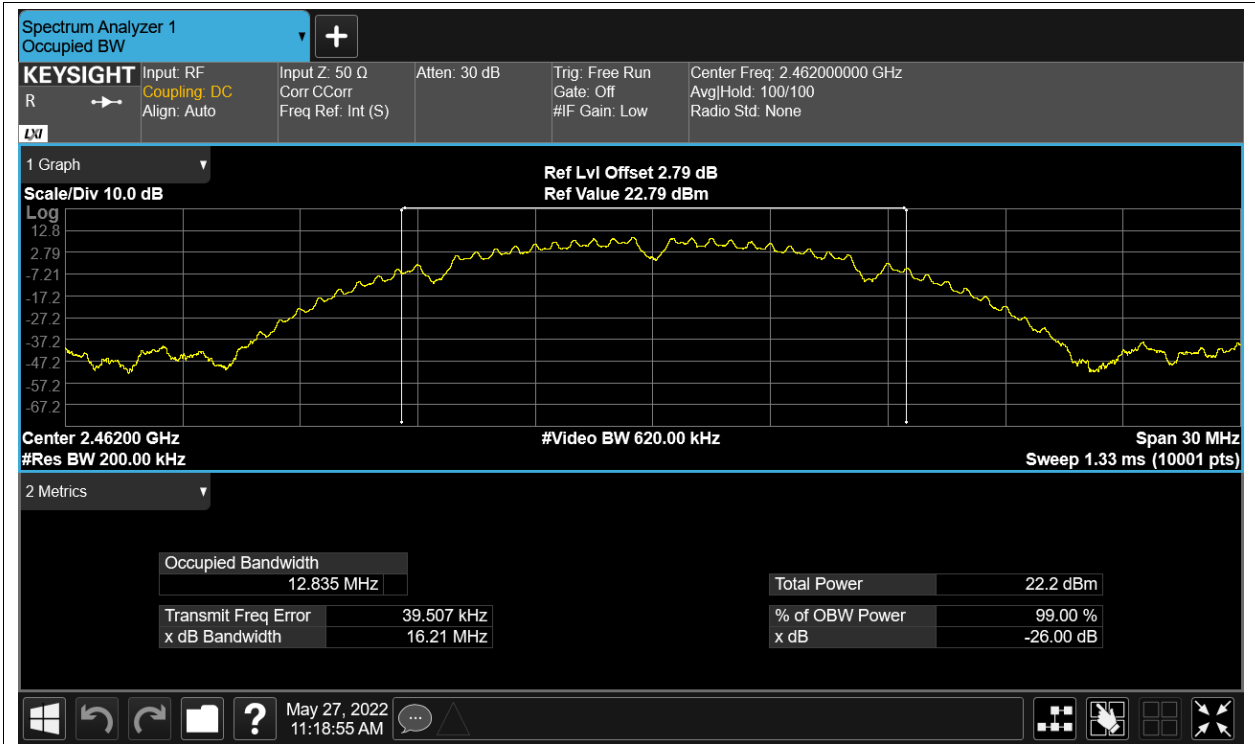 Spectrum Analyzer 1
Occupied BW
KEYSIGHT
R
LXI
Input: RF
Coupling: DC
Align: Auto
Input Z: 50 Ω
Corr CCorr
Freq Ref: Int (S)
Atten: 30 dB
Trig: Free Run
Gate: Off
#IF Gain: Low
Center Freq: 2.462000000 GHz
Avg|Hold: 100/100
Radio Std: None
1 Graph
Scale/Div 10.0 dB
Ref Lvl Offset 2.79 dB
Ref Value 22.79 dBm
Log
12.8
2.79
-7.21
-17.2
-27.2
-37.2
-47.2
-57.2
-67.2
Center 2.46200 GHz
#Video BW 620.00 kHz
Span 30 MHz
#Res BW 200.00 kHz
Sweep 1.33 ms (10001 pts)
2 Metrics
Occupied Bandwidth
12.835 MHz
Transmit Freq Error 39.507 kHz
x dB Bandwidth 16.21 MHz
Total Power 22.2 dBm
% of OBW Power 99.00 %
x dB -26.00 dB
?
May 27, 2022
11:18:55 AM